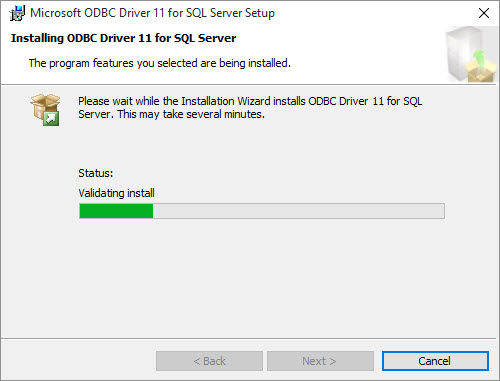 Microsoft ODBC Driver 11 for SQL Server Setup
Installing ODBC Driver 11 for SQL Server
The program features you selected are being installed.
Please wait while the Installation Wizard installs ODBC Driver 11 for SQL
Server. This may take several minutes.
Status:
Validating install
< Back
Next >
Cancel